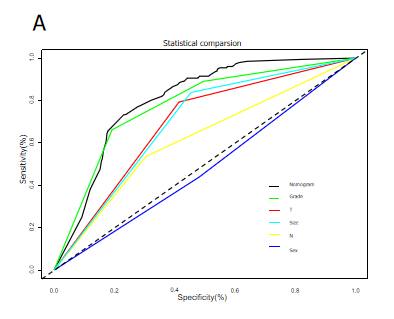 A
Statistical comparsion
Sensitivity(%)
1.0
0.8
0.6
0.4
0.2
0.0
Nomogram
Grade
T
Size
N
Sex
0.0 0.2 0.4 0.6 0.8 1.0
Specificity(%)